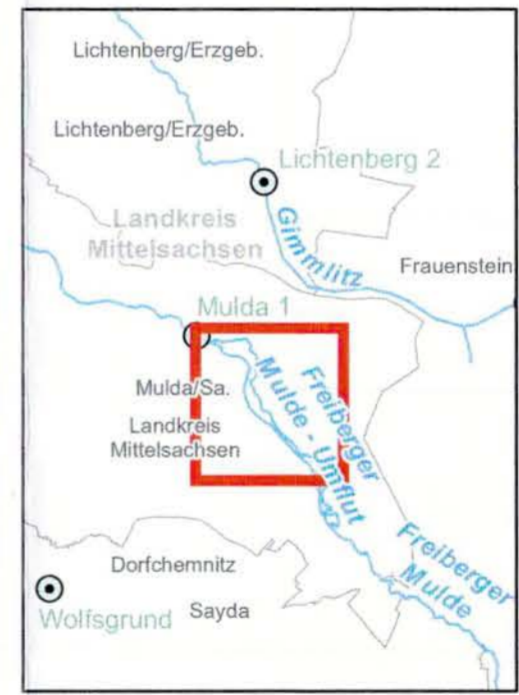 Lichtenberg/Erzgeb.
Lichtenberg/Erzgeb.
Lichtenberg 2
Landkreis
Mittelsachsen
Gimmlitz
Frauenstein
Mulda 1
Mulda/Sa.
Landkreis
Mittelsachsen
Freiberger
Mulde - Umflut
Freiberger
Mulde
Dorfchemnitz
Wolfsgrund
Sayda